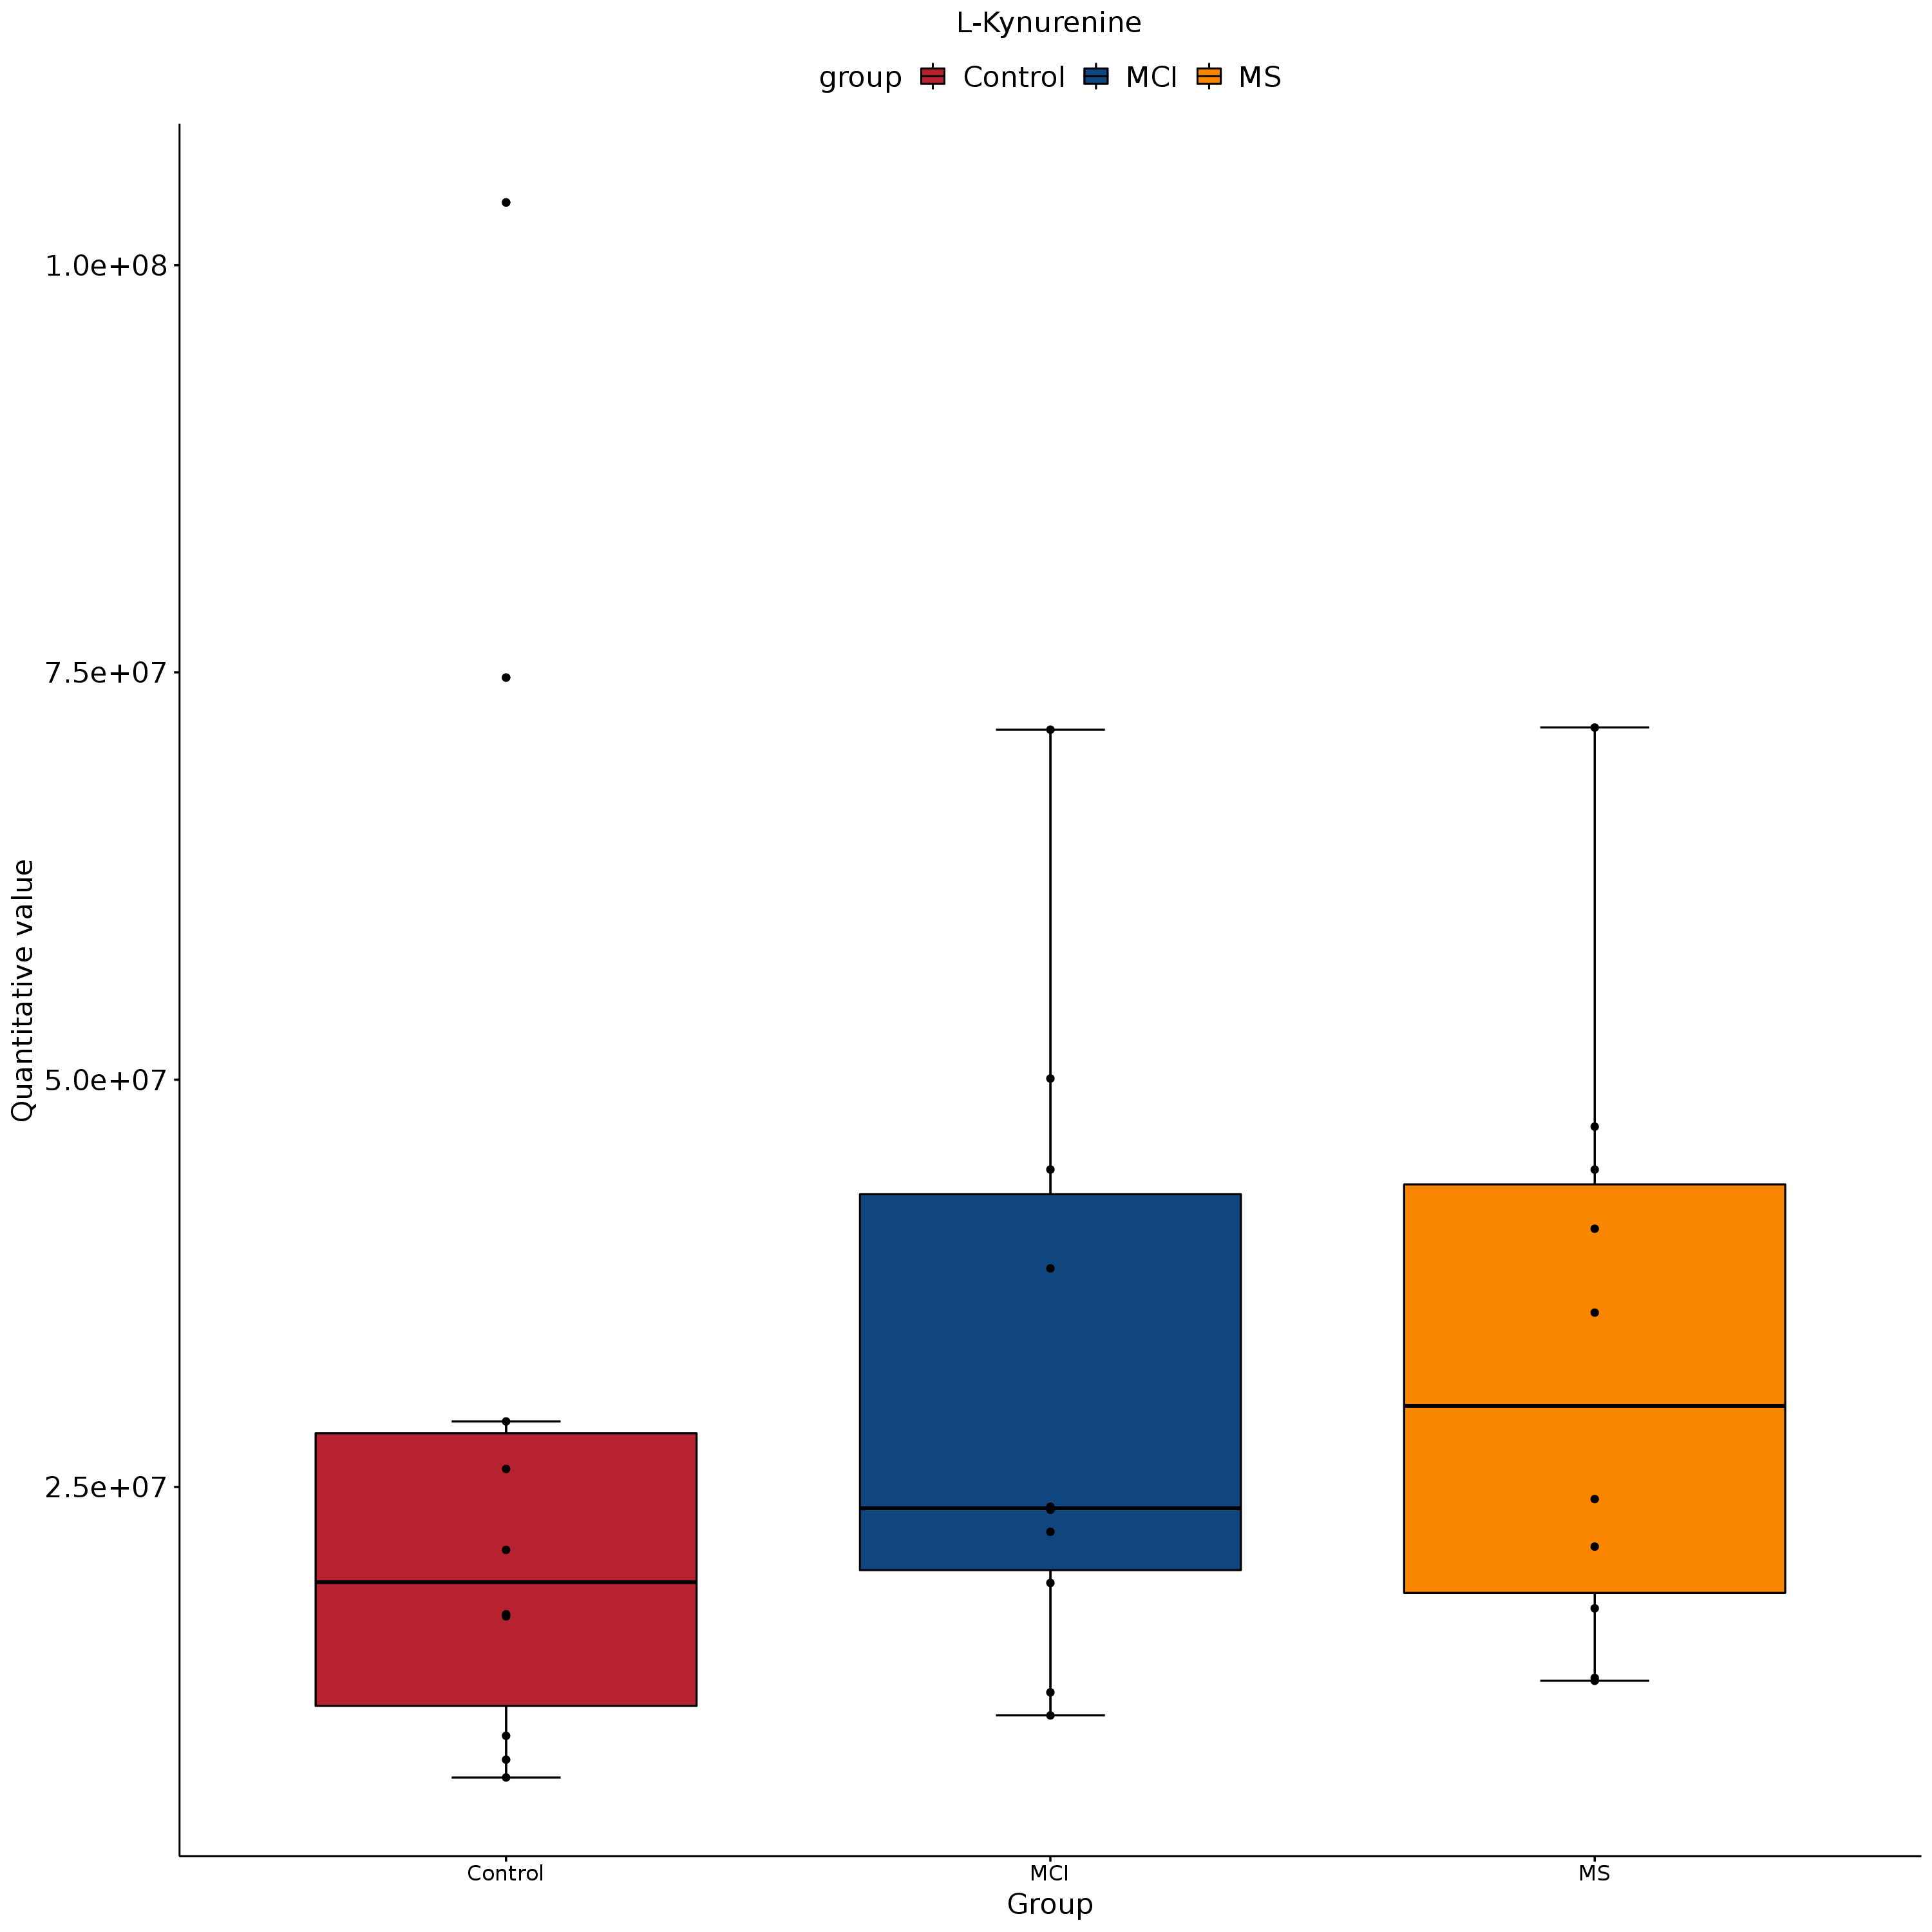 L-Kynurenine
group Control MCI MS
1.0e+08
7.5e+07
5.0e+07
2.5e+07
Quantitative value
Control MCI MS
Group